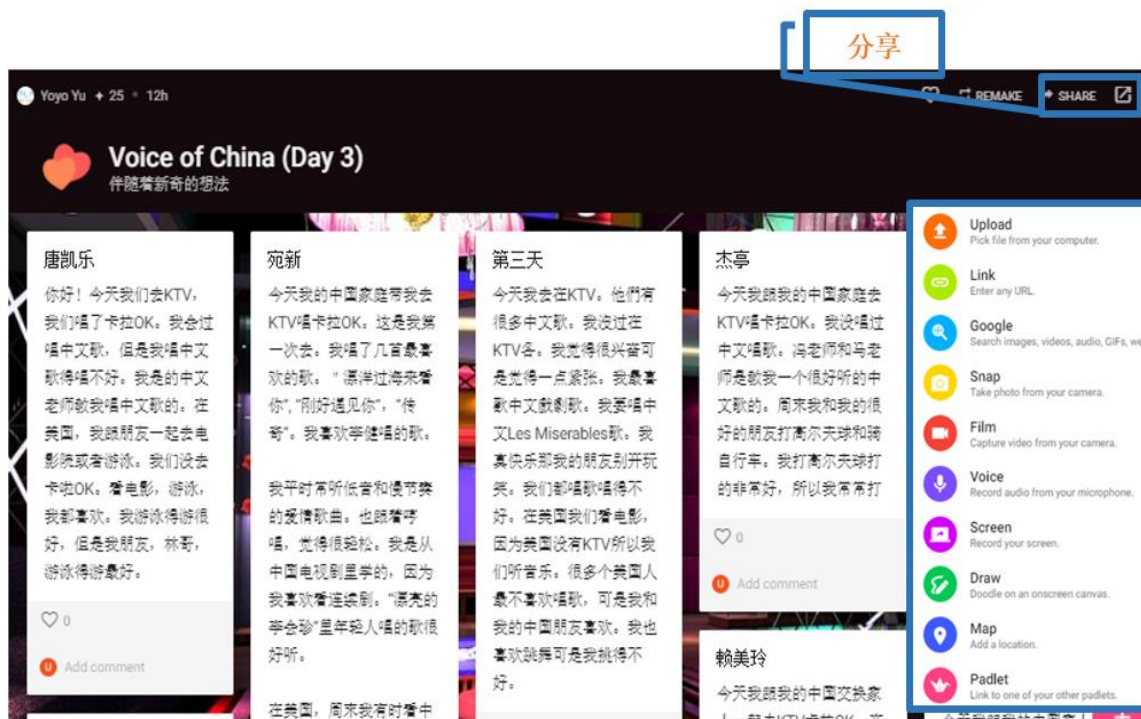 分享
Yoyo Yu + 25 • 12h
REMAKE
SHARE
Voice of China (Day 3)
伴随着新奇的想法
唐凯乐
你好！今天我们去KTV，
我们唱了卡拉OK。我会过
唱中文歌，但是我唱中文
歌得唱不好。我是的中文
老师教我唱中文歌的。在
美国，我跟朋友一起去电
影院或者游泳。我们没去
卡啦OK。看电影，游泳，
我都喜欢。我游泳得游很
好，但是我朋友，林哥，
游泳得游最好。
0
Add comment
宛新
今天我的中国家庭带我去
KTV唱卡拉OK。这是我第
一次去。我唱了几首最喜
欢的歌。" 漂洋过海来看
你", "刚好遇见你"，"传
奇"。我喜欢李健唱的歌。
我平时常听低音和慢节奏
的爱情歌曲。也跟着哼
唱，觉得很轻松。我是从
中国电视剧里学的，因为
我喜欢看连续剧。"漂亮的
李会珍"里年轻人唱的歌很
好听。
在美国，周末我有时看中
第三天
今天我去在KTV。他們有
很多中文歌。我沒过在
KTV各。我觉得很兴奋可
是觉得一点紧张。我最喜
歡中文戲劇歌。我要唱中
文Les Miserables歌。我
真快乐那我的朋友别开玩
笑。我们都唱歌唱得不
好。在美国我们看电影，
因为美国没有KTV所以我
们听音乐。很多个美国人
最不喜欢唱歌，可是我和
我的中国朋友喜欢。我也
喜欢跳舞可是我挑得不
好。
杰亭
今天我跟我的中国家庭去
KTV唱卡拉OK。我没唱过
中文唱歌。冯老师和马老
师是教我一个很好听的中
文歌的。周末我和我的很
好的朋友打高尔夫球和骑
自行车。我打高尔夫球打
的非常好，所以我常常打
0
Add comment
赖美玲
今天我跟我的中国交换家
Upload
Pick file from your computer.
Link
Enter any URL.
Google
Search images, videos, audio, GIFs, we
Snap
Take photo from your camera.
Film
Capture video from your camera.
Voice
Record audio from your microphone.
Screen
Record your screen.
Draw
Doodle on an onscreen canvas.
Map
Add a location.
Padlet
Link to one of your other padlets.